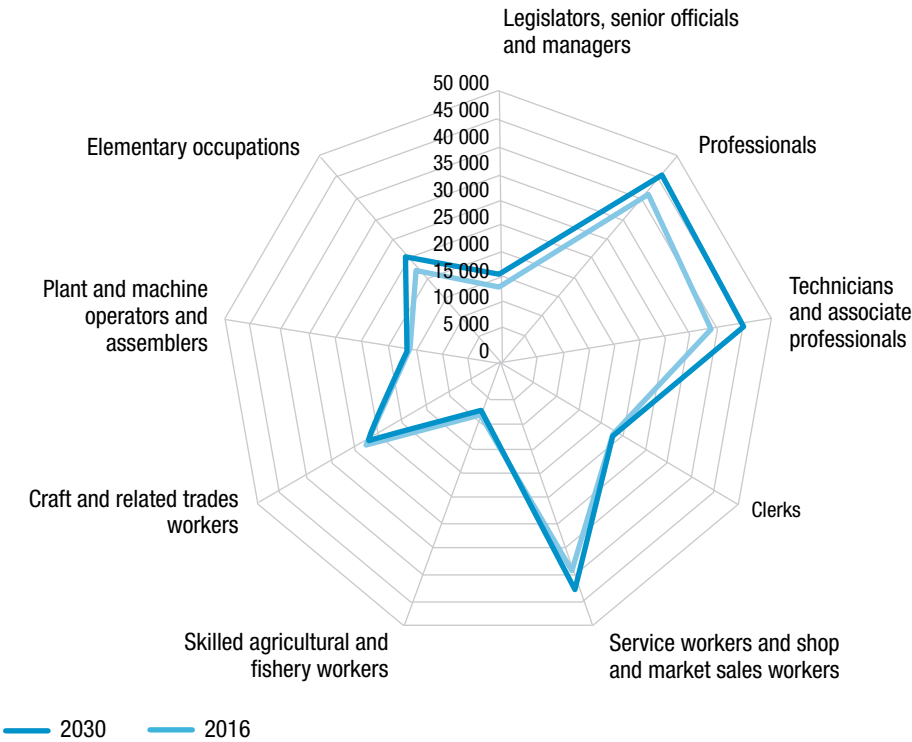 Legislators, senior officials
and managers
50 000
45 000
40 000
35 000
30 000
25 000
20 000
15 000
10 000
5 000
0
Professionals
Technicians
and associate
professionals
Clerks
Service workers and shop
and market sales workers
Skilled agricultural and
fishery workers
Craft and related trades
workers
Plant and machine
operators and
assemblers
Elementary occupations
2030
2016